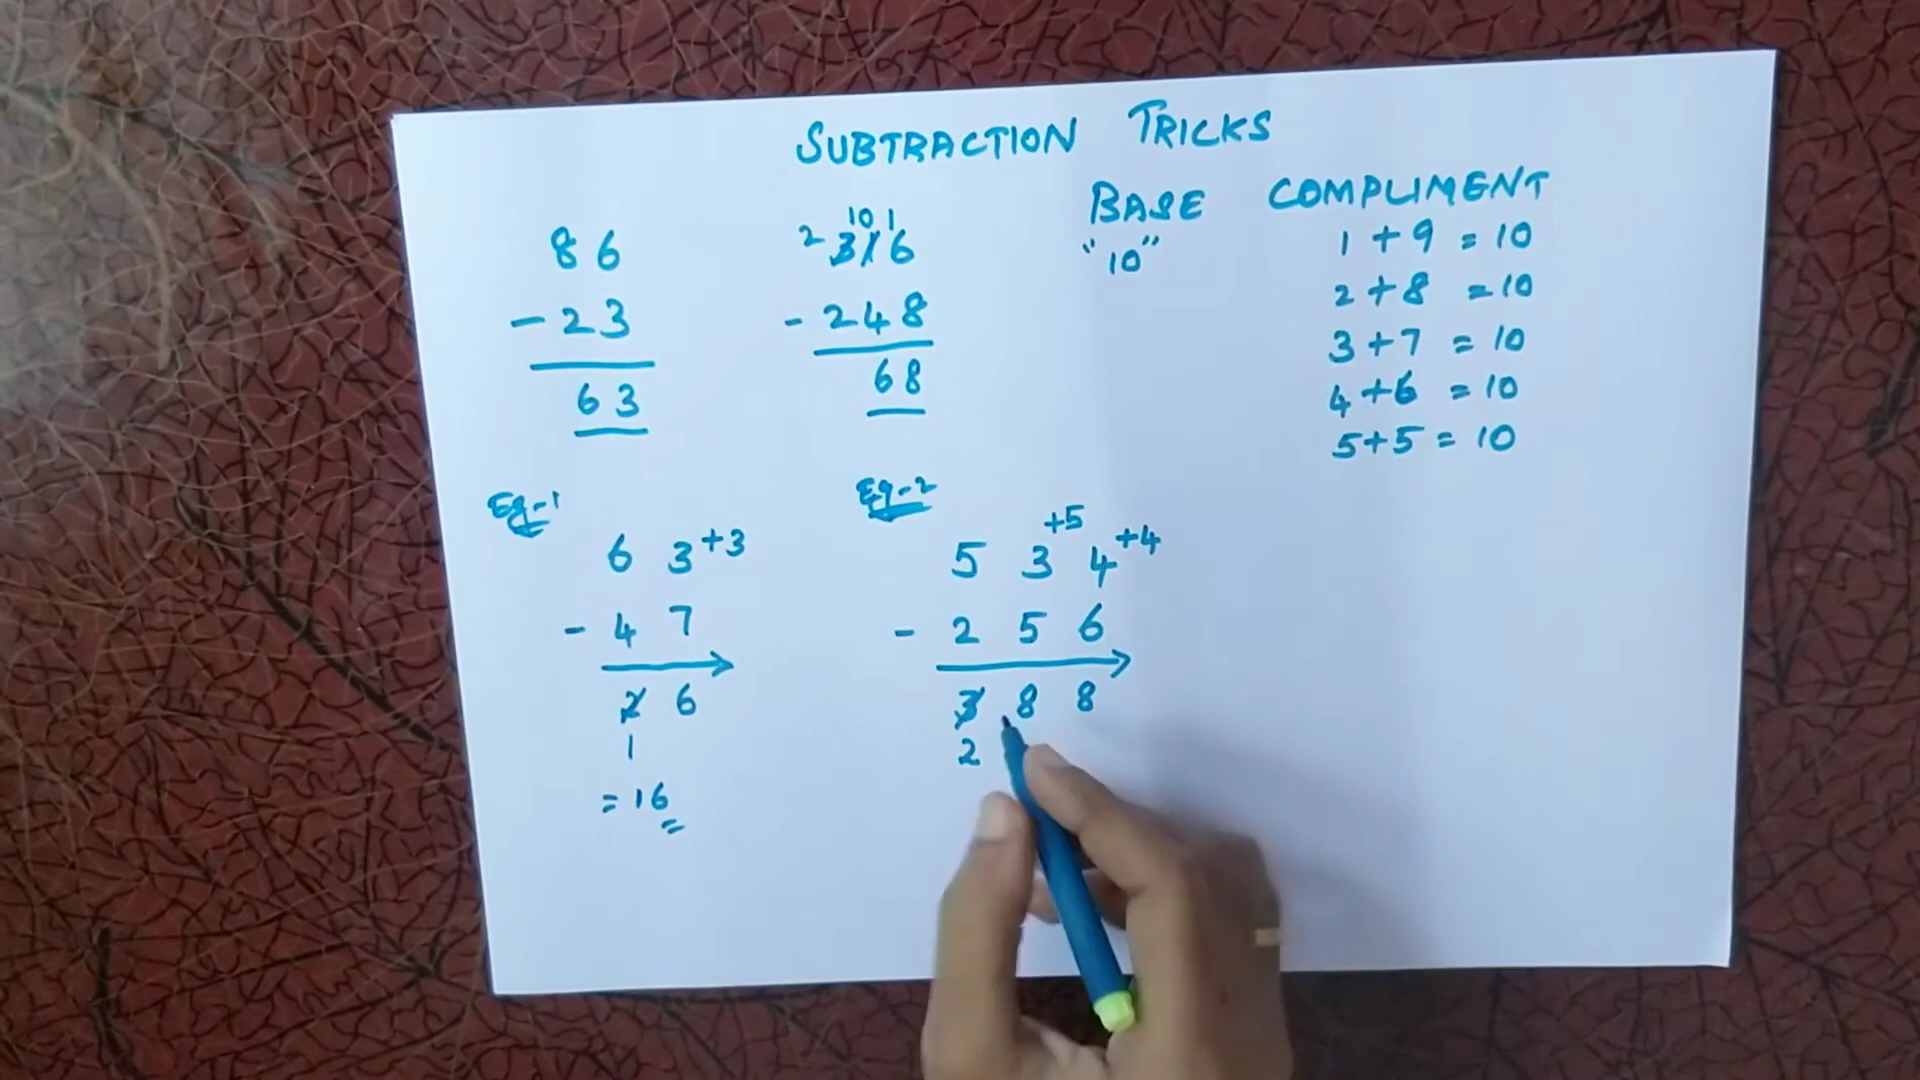 SUBTRACTION TRICKS
86
- 23
63
10 1
2 316
- 248
68
BASE COMPLIMENT
"10"
1 + 9 = 10
2 + 8 = 10
3 + 7 = 10
4 + 6 = 10
5 + 5 = 10
Eg-1
6 3 +3
- 4 7
2 6
1
= 16
Eg-2
+5
5 3 4 +4
- 2 5 6
3 8 8
2